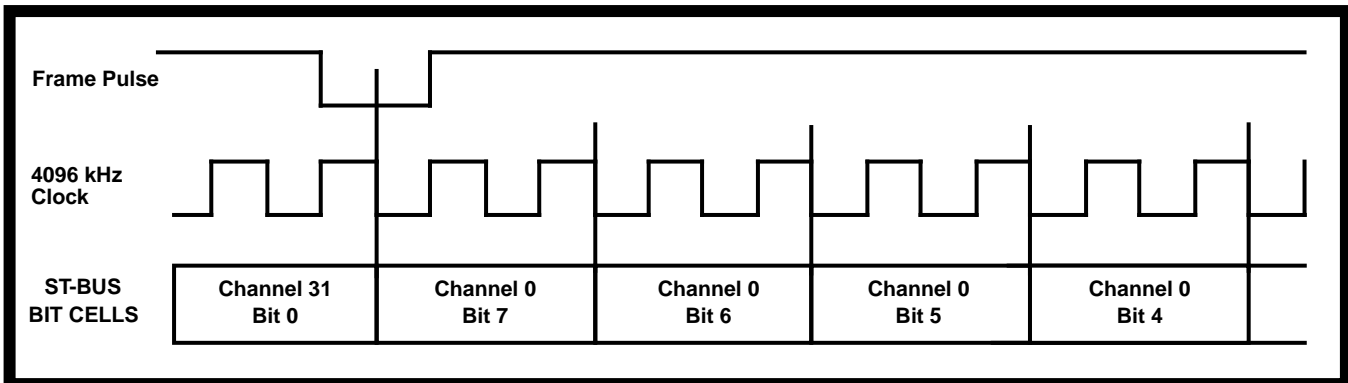 Frame Pulse
4096 kHz
Clock
ST-BUS
BIT CELLS
Channel 31
Bit 0
Channel 0
Bit 7
Channel 0
Bit 6
Channel 0
Bit 5
Channel 0
Bit 4